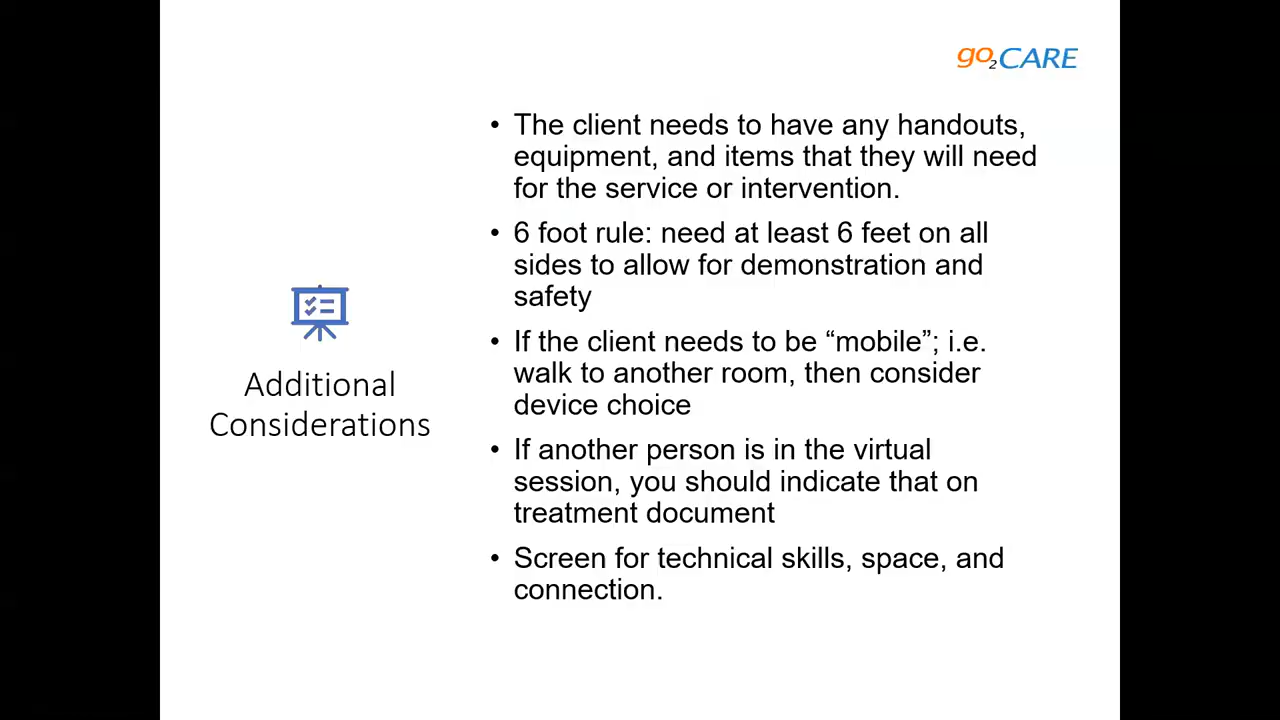 go2CARE
• The client needs to have any handouts,
equipment, and items that they will need
for the service or intervention.
• 6 foot rule: need at least 6 feet on all
sides to allow for demonstration and
safety
• If the client needs to be “mobile”; i.e.
walk to another room, then consider
device choice
• If another person is in the virtual
session, you should indicate that on
treatment document
• Screen for technical skills, space, and
connection.
Additional
Considerations